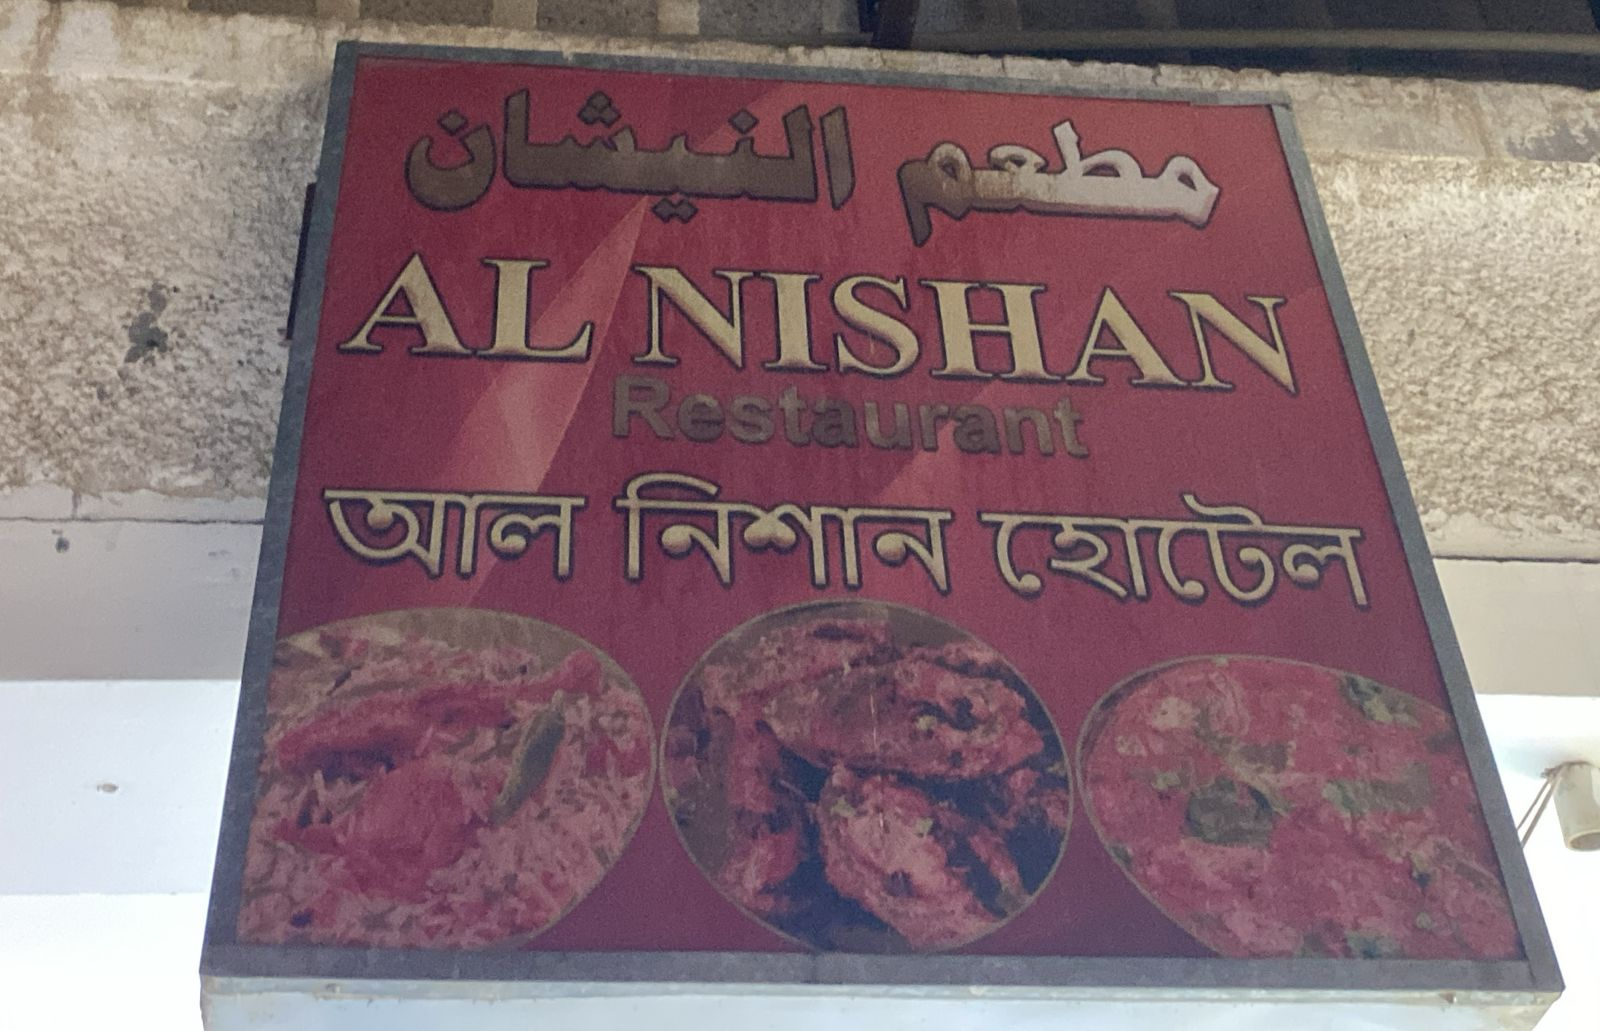 مطعم النيشان
AL NISHAN
Restaurant
আল নিশান হোটেল